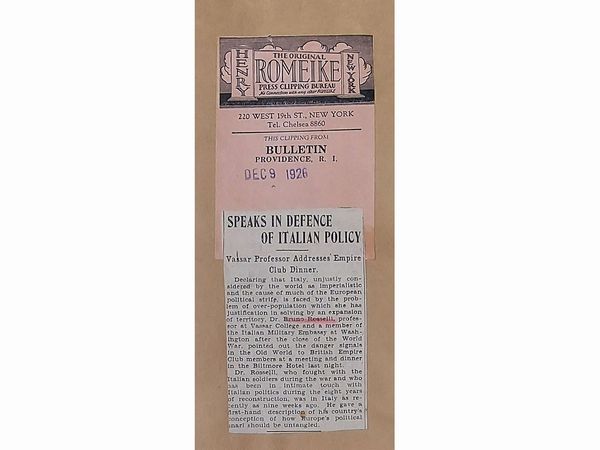 HENRY
THE ORIGINAL
ROMEIKE
PRESS CLIPPING BUREAU
No Connection with any other ROMEIKE
NEW YORK
220 WEST 19th ST., NEW YORK
Tel. Chelsea 8860
THIS CLIPPING FROM
BULLETIN
PROVIDENCE, R. I.
DEC 9 1926
SPEAKS IN DEFENCE
OF ITALIAN POLICY
Vassar Professor Addresses Empire
Club Dinner.
Declaring that Italy, unjustly con-
sidered by the world as imperialistic
and the cause of much of the European
political strife, is faced by the prob-
lem of over-population which she has
justification in solving by an expansion
of territory, Dr. Bruno Rosselli, profes-
sor at Vassar College and a member of
the Italian Military Embassy at Wash-
ington after the close of the World
War, pointed out the danger signals
in the Old World to British Empire
Club members at a meeting and dinner
in the Biltmore Hotel last night.
Dr. Rosselli, who fought with the
Italian soldiers during the war and who
has been in intimate touch with
Italian politics during the eight years
of reconstruction, was in Italy as re-
cently as nine weeks ago. He gave a
first-hand description of his country's
conception of how Europe's political
snarl should be untangled.